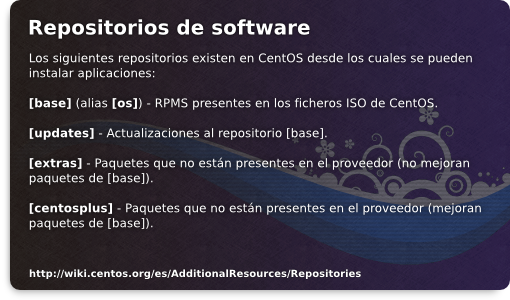 Repositorios de software
Los siguientes repositorios existen en CentOS desde los cuales se pueden
instalar aplicaciones:
[base] (alias [os]) - RPMS presentes en los ficheros ISO de CentOS.
[updates] - Actualizaciones al repositorio [base].
[extras] - Paquetes que no están presentes en el proveedor (no mejoran
paquetes de [base]).
[centosplus] - Paquetes que no están presentes en el proveedor (mejoran
paquetes de [base]).
http://wiki.centos.org/es/AdditionalResources/Repositories